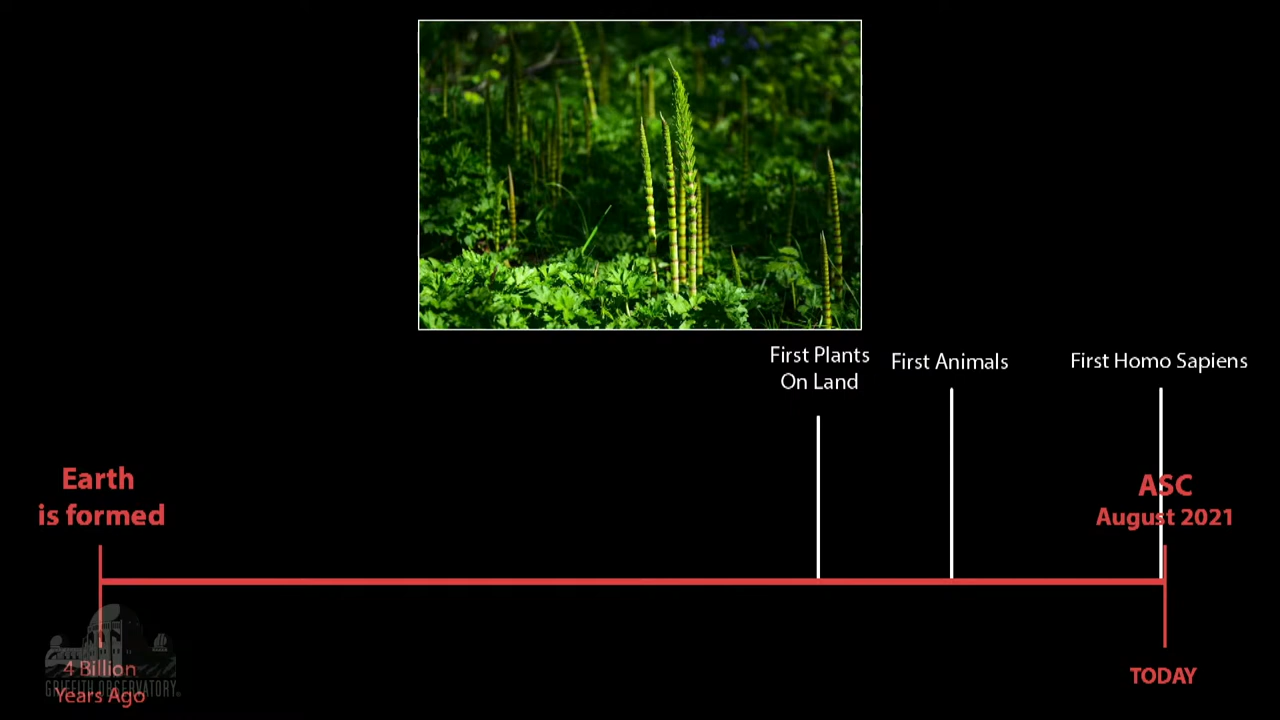 First Plants
On Land
First Animals
First Homo Sapiens
Earth
is formed
ASC
August 2021
4 Billion
Years Ago
GRIFFITH OBSERVATORY
TODAY